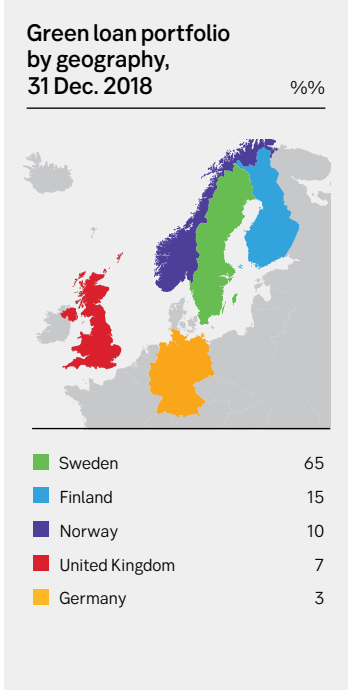 Green loan portfolio
by geography,
31 Dec. 2018 %%
Sweden 65
Finland 15
Norway 10
United Kingdom 7
Germany 3